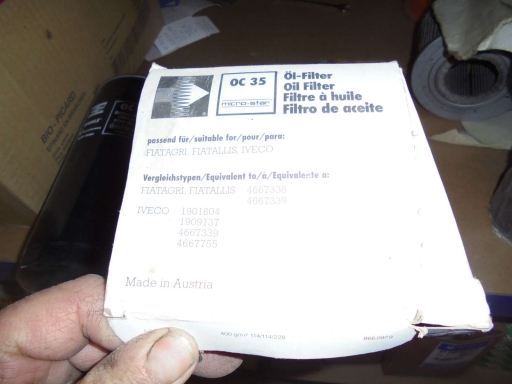 OC 35
micro-star
Öl-Filter
Oil Filter
Filtre à huile
Filtro de aceite
passend für/suitable for/pour/para:
FIATAGRI, FIATALLIS, IVECO
Vergleichstypen/Equivalent to/à/Equivalente a:
FIATAGRI, FIATALLIS 4667338
4667339
IVECO 1901604
1909137
4667339
4667755
Made in Austria
BIO-PICARD